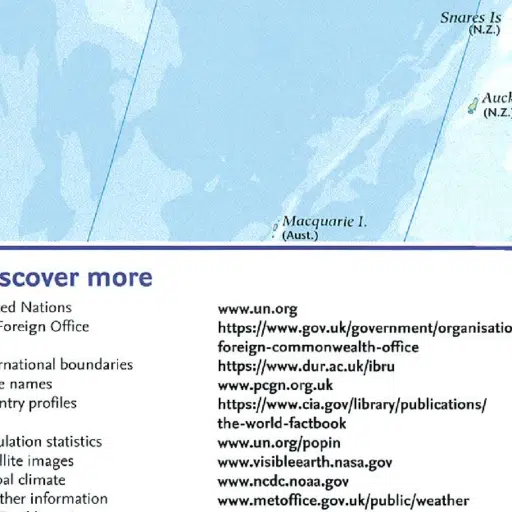 Snares Is
(N.Z.)
Auck
(N.Z.
Macquarie I.
(Aust.)
scover more
ed Nations www.un.org
Foreign Office https://www.gov.uk/government/organisatio
foreign-commonwealth-office
rnational boundaries https://www.dur.ac.uk/ibru
e names www.pcgn.org.uk
ntry profiles https://www.cia.gov/library/publications/
the-world-factbook
ulation statistics www.un.org/popin
llite images www.visibleearth.nasa.gov
bal climate www.ncdc.noaa.gov
ther information www.metoffice.gov.uk/public/weather